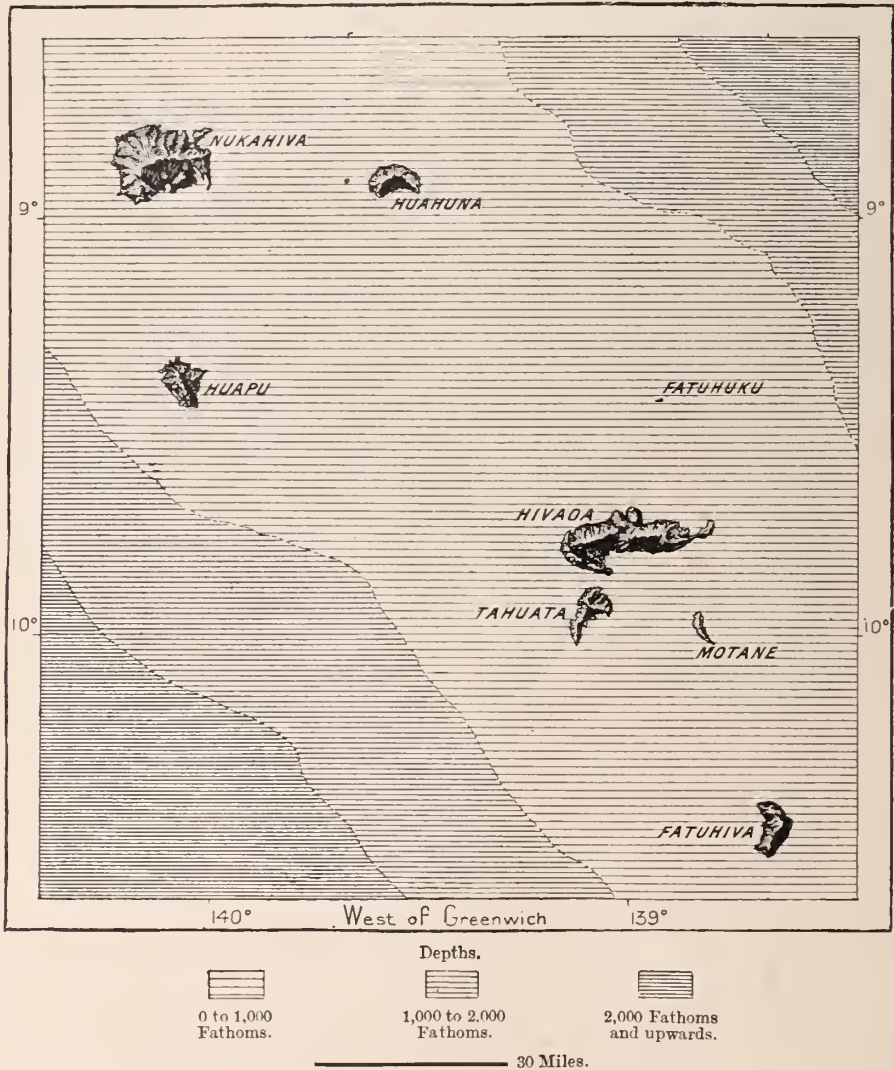 NUKAHIVA
HUAHUNA
9°
9°
HUAPU
FATUHUKU
HIVAOA
TAHUATA
10°
10°
MOTANE
FATUHIVA
140°
West of Greenwich
139°
Depths.
0 to 1,000
Fathoms.
1,000 to 2,000
Fathoms.
2,000 Fathoms
and upwards.
30 Miles.